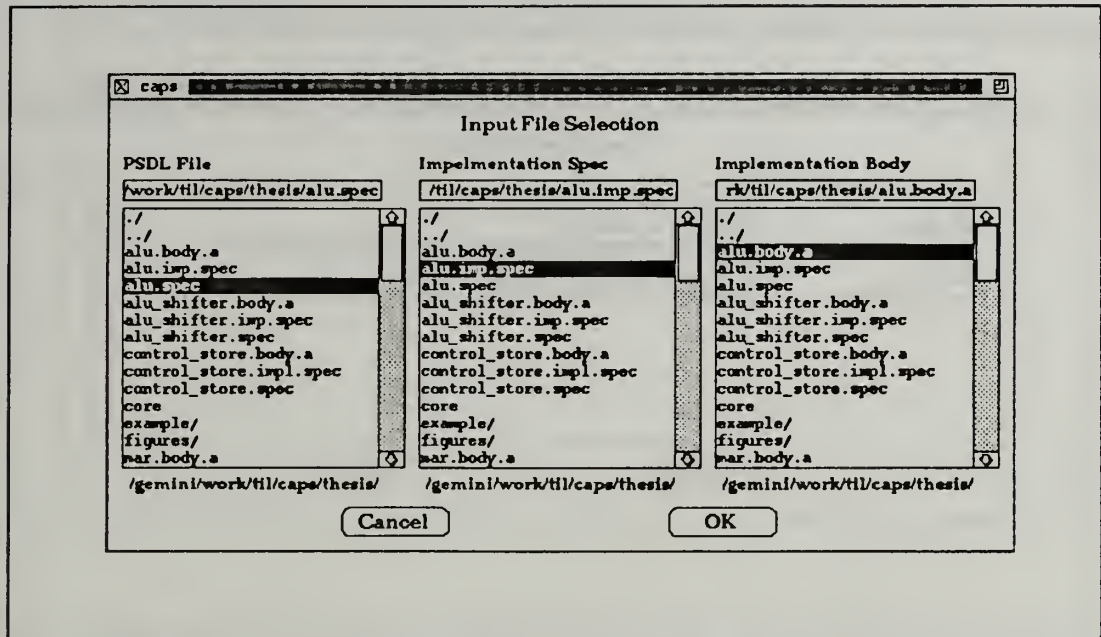 caps
Input File Selection
PSDL File
/work/til/caps/thesis/alu.spec
./
../
alu.body.a
alu.imp.spec
alu.spec
alu_shifter.body.a
alu_shifter.imp.spec
alu_shifter.spec
control_store.body.a
control_store.impl.spec
control_store.spec
core
example/
figures/
mar.body.a
/gemini/work/til/caps/thesis/
Impelmentation Spec
/til/caps/thesis/alu.imp.spec
./
../
alu.body.a
alu.imp.spec
alu.spec
alu_shifter.body.a
alu_shifter.imp.spec
alu_shifter.spec
control_store.body.a
control_store.impl.spec
control_store.spec
core
example/
figures/
mar.body.a
/gemini/work/til/caps/thesis/
Implementation Body
rk/til/caps/thesis/alu.body.a
./
../
alu.body.a
alu.imp.spec
alu.spec
alu_shifter.body.a
alu_shifter.imp.spec
alu_shifter.spec
control_store.body.a
control_store.impl.spec
control_store.spec
core
example/
figures/
mar.body.a
/gemini/work/til/caps/thesis/
Cancel
OK